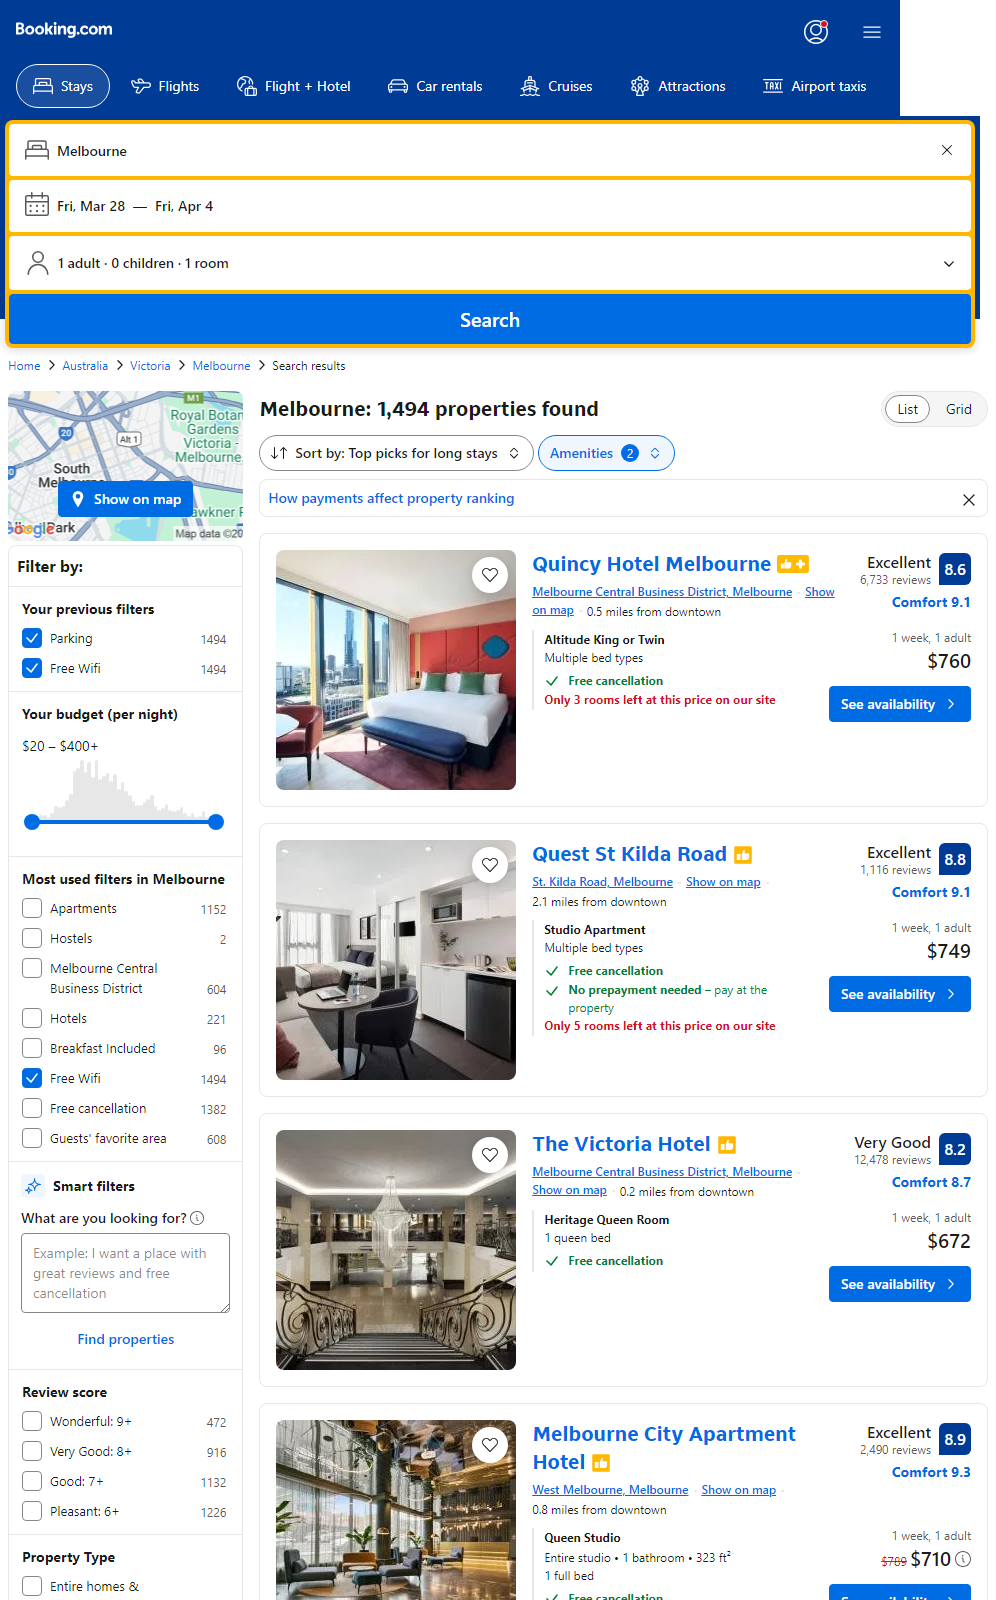 Booking.com
Stays
Flights
Flight + Hotel
Car rentals
Cruises
Attractions
TAXI
Airport taxis
Melbourne
Fri, Mar 28 — Fri, Apr 4
1 adult · 0 children · 1 room
Search
Home > Australia > Victoria > Melbourne > Search results
M1
Royal Botan
Gardens
Victoria -
Melbourne
20
Alt 1
South
Show on map
Google
Park
Map data ©20
Melbourne: 1,494 properties found
List
Grid
Sort by: Top picks for long stays
Amenities 2
How payments affect property ranking
Filter by:
Your previous filters
Parking 1494
Free Wifi 1494
Your budget (per night)
$20 – $400+
Most used filters in Melbourne
Apartments 1152
Hostels 2
Melbourne Central
Business District 604
Hotels 221
Breakfast Included 96
Free Wifi 1494
Free cancellation 1382
Guests' favorite area 608
Smart filters
What are you looking for?
Example: I want a place with
great reviews and free
cancellation
Find properties
Review score
Wonderful: 9+ 472
Very Good: 8+ 916
Good: 7+ 1132
Pleasant: 6+ 1226
Property Type
Entire homes &
Quincy Hotel Melbourne
Excellent 8.6
6,733 reviews
Comfort 9.1
Melbourne Central Business District, Melbourne · Show
on map · 0.5 miles from downtown
Altitude King or Twin
Multiple bed types
Free cancellation
Only 3 rooms left at this price on our site
1 week, 1 adult
$760
See availability
Quest St Kilda Road
Excellent 8.8
1,116 reviews
Comfort 9.1
St. Kilda Road, Melbourne · Show on map ·
2.1 miles from downtown
Studio Apartment
Multiple bed types
Free cancellation
No prepayment needed – pay at the
property
Only 5 rooms left at this price on our site
1 week, 1 adult
$749
See availability
The Victoria Hotel
Very Good 8.2
12,478 reviews
Comfort 8.7
Melbourne Central Business District, Melbourne ·
Show on map · 0.2 miles from downtown
Heritage Queen Room
1 queen bed
Free cancellation
1 week, 1 adult
$672
See availability
Melbourne City Apartment
Hotel
Excellent 8.9
2,490 reviews
Comfort 9.3
West Melbourne, Melbourne · Show on map ·
0.8 miles from downtown
Queen Studio
Entire studio • 1 bathroom • 323 ft²
1 full bed
Free cancellation
1 week, 1 adult
$789 $710
See availability